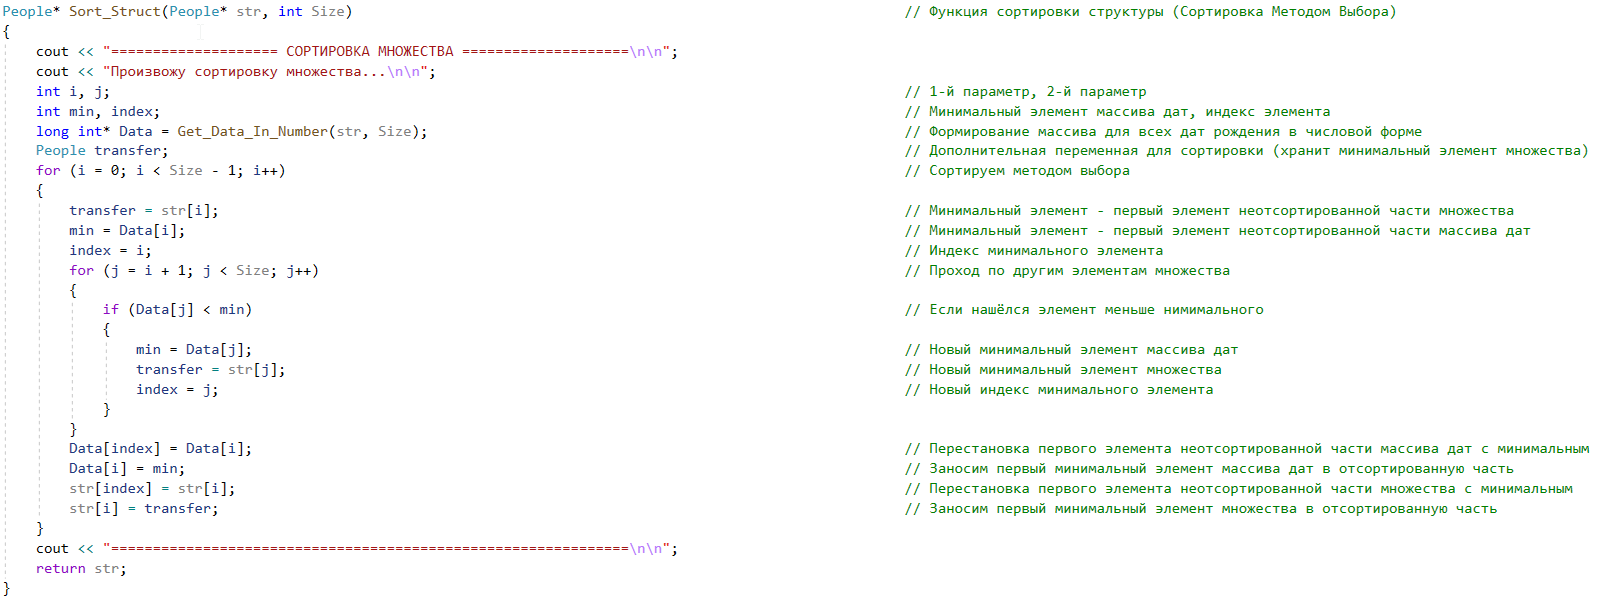 People* Sort_Struct(People* str, int Size) // Функция сортировки структуры (Сортировка Методом Выбора)
{
cout << "==================== СОРТИРОВКА МНОЖЕСТВА ====================\n\n";
cout << "Произвожу сортировку множества...\n\n";
int i, j; // 1-й параметр, 2-й параметр
int min, index; // Минимальный элемент массива дат, индекс элемента
long int* Data = Get_Data_In_Number(str, Size); // Формирование массива для всех дат рождения в числовой форме
People transfer; // Дополнительная переменная для сортировки (хранит минимальный элемент множества)
for (i = 0; i < Size - 1; i++) // Сортируем методом выбора
{
transfer = str[i]; // Минимальный элемент - первый элемент неотсортированной части множества
min = Data[i]; // Минимальный элемент - первый элемент неотсортированной части массива дат
index = i; // Индекс минимального элемента
for (j = i + 1; j < Size; j++) // Проход по другим элементам множества
{
if (Data[j] < min) // Если нашёлся элемент меньше нимимального
{
min = Data[j]; // Новый минимальный элемент массива дат
transfer = str[j]; // Новый минимальный элемент множества
index = j; // Новый индекс минимального элемента
}
}
Data[index] = Data[i]; // Перестановка первого элемента неотсортированной части массива дат с минимальным
Data[i] = min; // Заносим первый минимальный элемент массива дат в отсортированную часть
str[index] = str[i]; // Перестановка первого элемента неотсортированной части множества с минимальным
str[i] = transfer; // Заносим первый минимальный элемент множества в отсортированную часть
}
cout << "==============================================================\n\n";
return str;
}